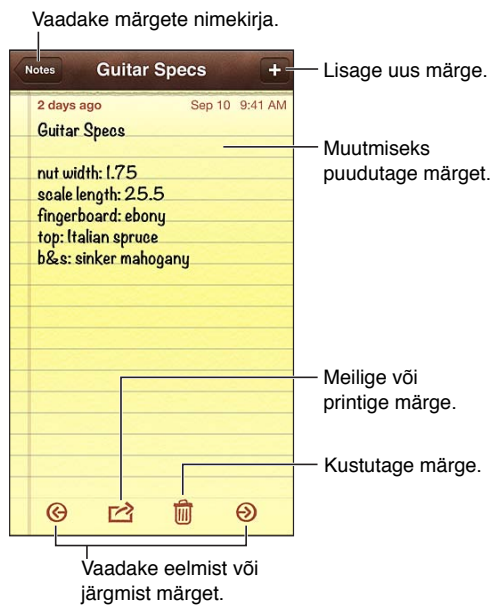 Vaadake märgete nimekirja.
Notes
Guitar Specs
+
Lisage uus märge.
2 days ago
Sep 10 9:41 AM
Guitar Specs
Muutmiseks
puudutage märget.
nut width: 1.75
scale length: 25.5
fingerboard: ebony
top: Italian spruce
b&s: sinker mahogany
Meilige või
printige märge.
Kustutage märge.
Vaadake eelmist või
järgmist märget.